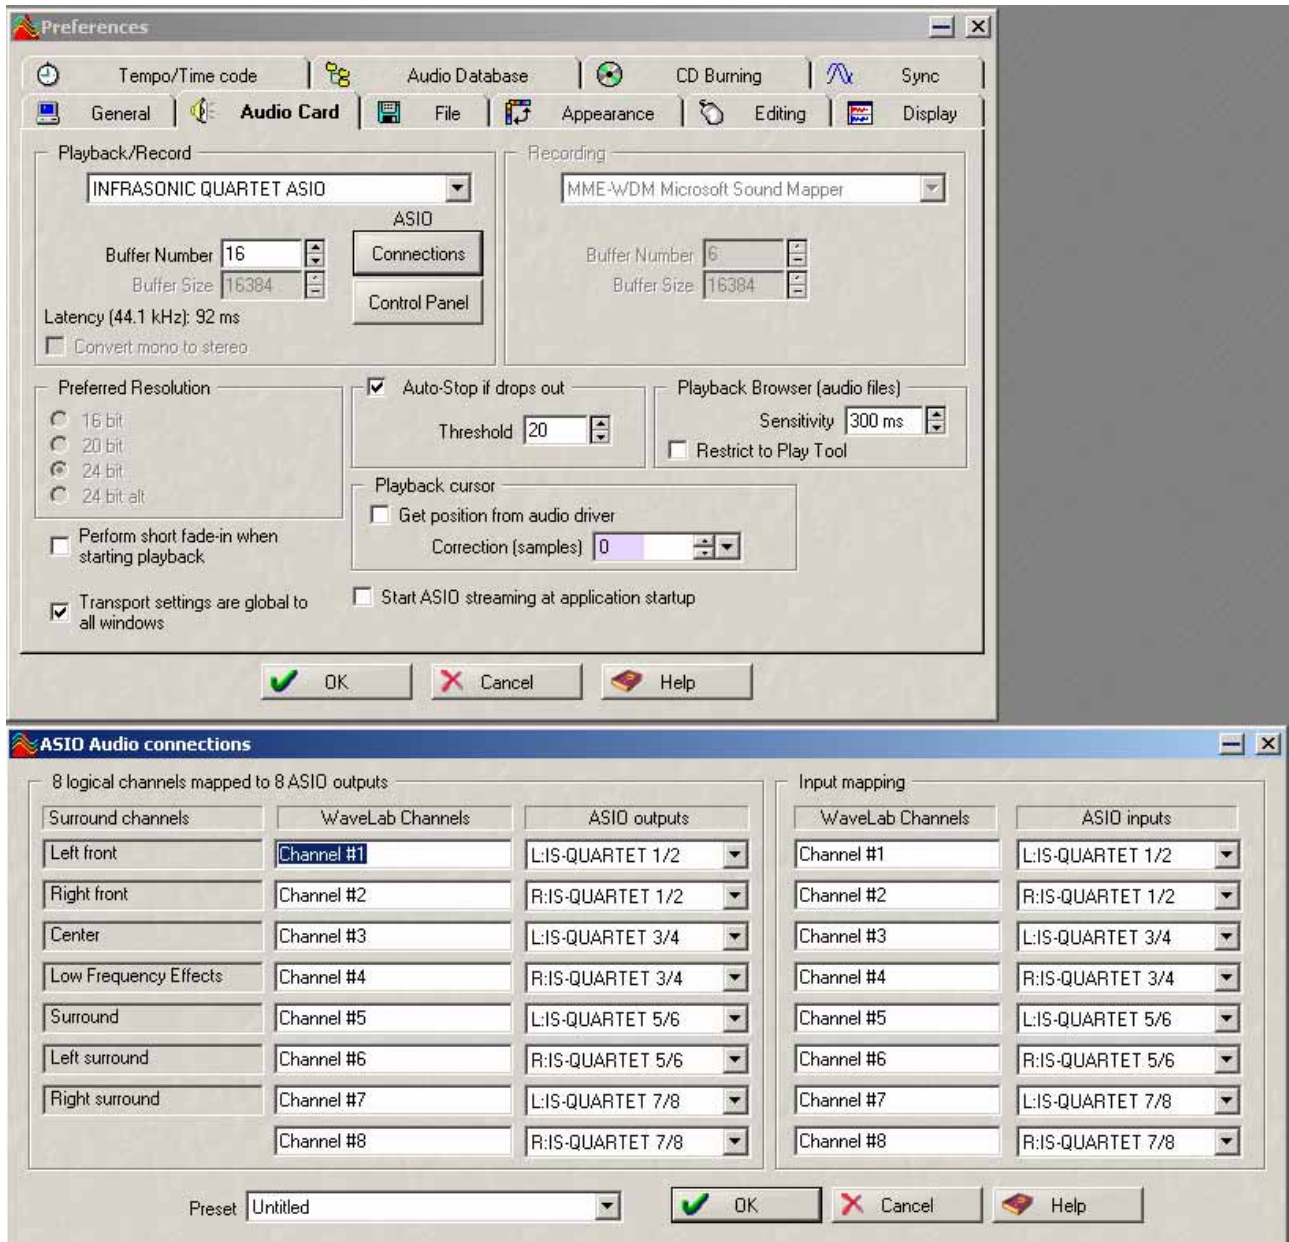 Preferences
Tempo/Time code Audio Database CD Burning Sync
General Audio Card File Appearance Editing Display
Playback/Record
INFRASONIC QUARTET ASIO
ASIO
Buffer Number 16
Connections
Buffer Size 16384
Control Panel
Latency (44.1 kHz): 92 ms
Convert mono to stereo
Recording
MME-WDM Microsoft Sound Mapper
Buffer Number 6
Buffer Size 16384
Preferred Resolution
16 bit
20 bit
24 bit
24 bit alt
Auto-Stop if drops out
Threshold 20
Playback Browser (audio files)
Sensitivity 300 ms
Restrict to Play Tool
Playback cursor
Get position from audio driver
Correction (samples) 0
Perform short fade-in when
starting playback
Transport settings are global to
all windows
Start ASIO streaming at application startup
OK Cancel Help
ASIO Audio connections
8 logical channels mapped to 8 ASIO outputs Input mapping
Surround channels WaveLab Channels ASIO outputs WaveLab Channels ASIO inputs
Left front Channel #1 L:IS-QUARTET 1/2 Channel #1 L:IS-QUARTET 1/2
Right front Channel #2 R:IS-QUARTET 1/2 Channel #2 R:IS-QUARTET 1/2
Center Channel #3 L:IS-QUARTET 3/4 Channel #3 L:IS-QUARTET 3/4
Low Frequency Effects Channel #4 R:IS-QUARTET 3/4 Channel #4 R:IS-QUARTET 3/4
Surround Channel #5 L:IS-QUARTET 5/6 Channel #5 L:IS-QUARTET 5/6
Left surround Channel #6 R:IS-QUARTET 5/6 Channel #6 R:IS-QUARTET 5/6
Right surround Channel #7 L:IS-QUARTET 7/8 Channel #7 L:IS-QUARTET 7/8
Channel #8 R:IS-QUARTET 7/8 Channel #8 R:IS-QUARTET 7/8
Preset Untitled OK Cancel Help